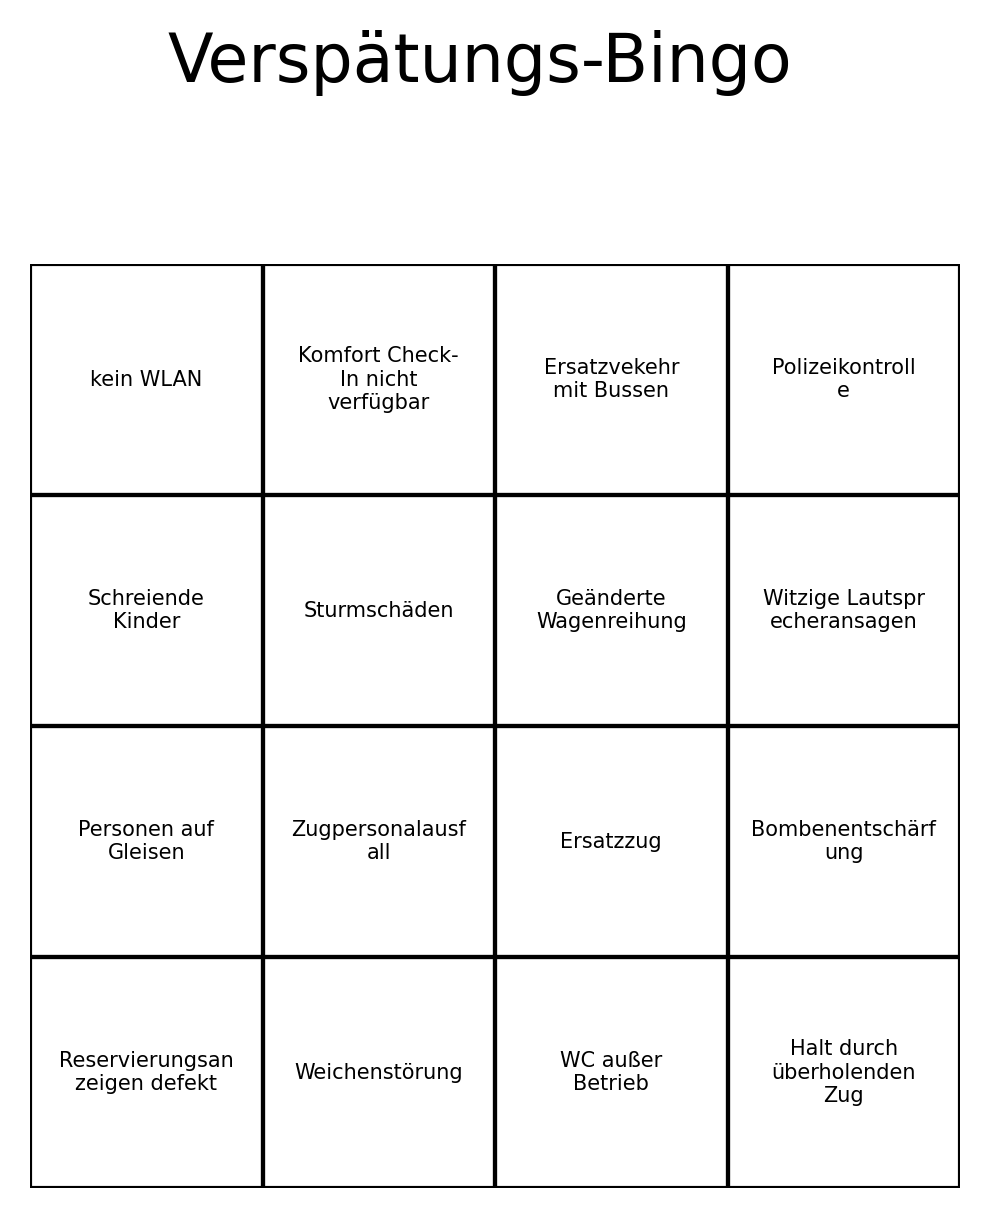 Verspätungs-Bingo
kein WLAN
Komfort Check-
In nicht
verfügbar
Ersatzvekehr
mit Bussen
Polizeikontroll
e
Schreiende
Kinder
Sturmschäden
Geänderte
Wagenreihung
Witzige Lautspr
echeransagen
Personen auf
Gleisen
Zugpersonalausf
all
Ersatzzug
Bombenentschärf
ung
Reservierungsan
zeigen defekt
Weichenstörung
WC außer
Betrieb
Halt durch
überholenden
Zug